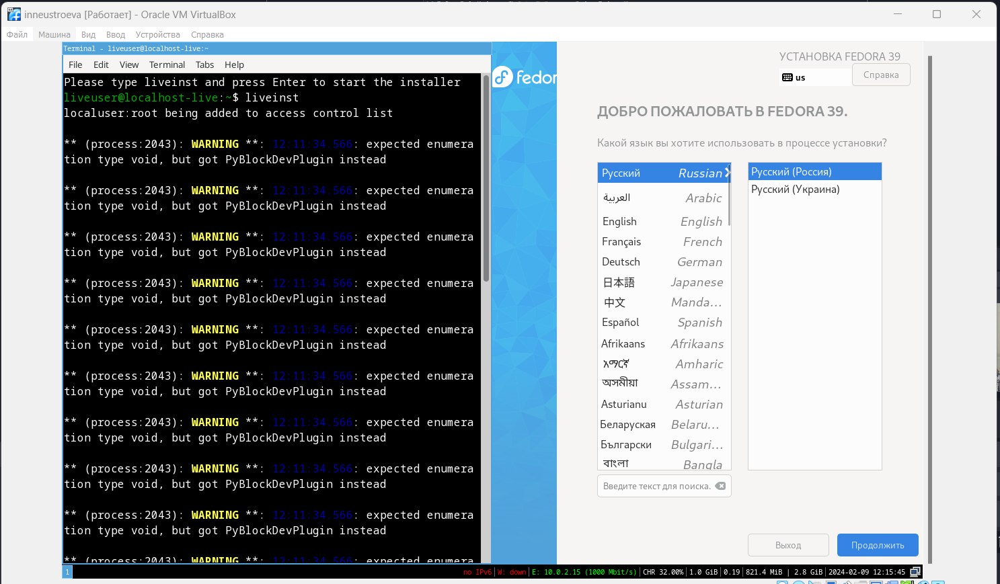 inneustroeva [Работает] - Oracle VM VirtualBox
Файл Машина Вид Ввод Устройства Справка
Terminal - liveuser@localhost-live:~
File Edit View Terminal Tabs Help
Please type liveinst and press Enter to start the installer
liveuser@localhost-live:~$ liveinst
localuser:root being added to access control list
** (process:2043): WARNING **: 12:11:34.566: expected enumera
tion type void, but got PyBlockDevPlugin instead
** (process:2043): WARNING **: 12:11:34.566: expected enumera
tion type void, but got PyBlockDevPlugin instead
** (process:2043): WARNING **: 12:11:34.566: expected enumera
tion type void, but got PyBlockDevPlugin instead
** (process:2043): WARNING **: 12:11:34.566: expected enumera
tion type void, but got PyBlockDevPlugin instead
** (process:2043): WARNING **: 12:11:34.566: expected enumera
tion type void, but got PyBlockDevPlugin instead
** (process:2043): WARNING **: 12:11:34.566: expected enumera
tion type void, but got PyBlockDevPlugin instead
** (process:2043): WARNING **: 12:11:34.566: expected enumera
tion type void, but got PyBlockDevPlugin instead
** (process:2043): WARNING **: 12:11:34.566: expected enumera
tion type void, but got PyBlockDevPlugin instead
** (process:2043): WARNING **: 12:11:34.566: expected enumera
tion type void, but got PyBlockDevPlugin instead
** (process:2043): WARNING **: 12:11:34.566: expected enumera
fedor
УСТАНОВКА FEDORA 39
us
Справка
ДОБРО ПОЖАЛОВАТЬ В FEDORA 39.
Какой язык вы хотите использовать в процессе установки?
Русский Russian
العربية Arabic
English English
Français French
Deutsch German
日本語 Japanese
中文 Manda…
Español Spanish
Afrikaans Afrikaans
አማርኛ Amharic
অসমীয়া Assam…
Asturianu Asturian
Беларуская Belaru…
Български Bulgari…
বাংলা Bangla
Русский (Россия)
Русский (Украина)
Введите текст для поиска.
Выход Продолжить
1
no IPv6 | W: down | E: 10.0.2.15 (1000 Mbit/s) | CHR 32.00% | 1.0 GiB | 0.19 | 821.4 MiB | 2.8 GiB | 2024-02-09 12:15:45